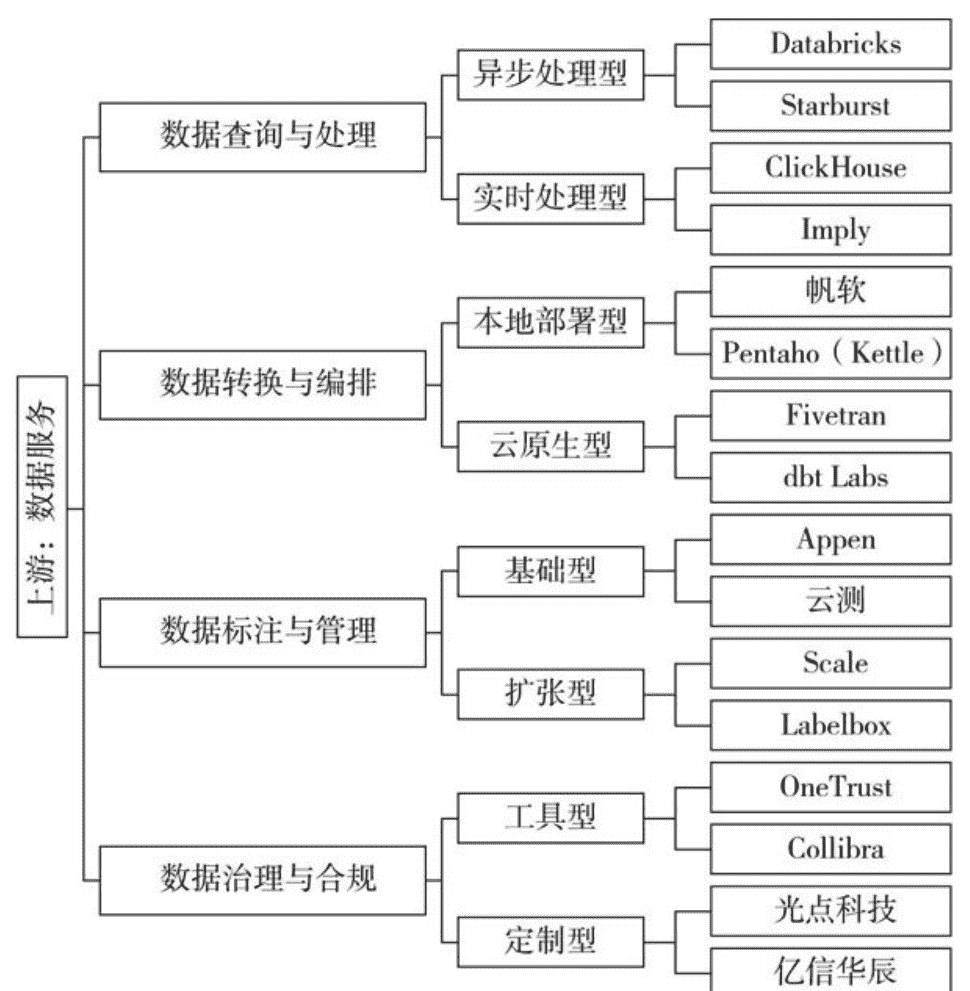 上游：数据服务
数据查询与处理
异步处理型
Databricks
Starburst
实时处理型
ClickHouse
Imply
数据转换与编排
本地部署型
帆软
Pentaho（Kettle）
云原生型
Fivetran
dbt Labs
数据标注与管理
基础型
Appen
云测
扩张型
Scale
Labelbox
数据治理与合规
工具型
OneTrust
Collibra
定制型
光点科技
亿信华辰